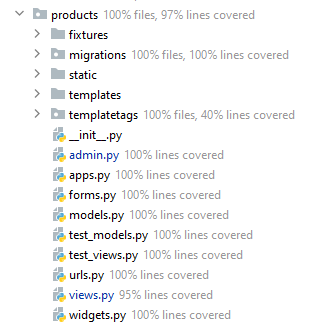 products 100% files, 97% lines covered
fixtures
migrations 100% files, 100% lines covered
static
templates
templatetags 100% files, 40% lines covered
__init__.py
admin.py 100% lines covered
apps.py 100% lines covered
forms.py 100% lines covered
models.py 100% lines covered
test_models.py 100% lines covered
test_views.py 100% lines covered
urls.py 100% lines covered
views.py 95% lines covered
widgets.py 100% lines covered